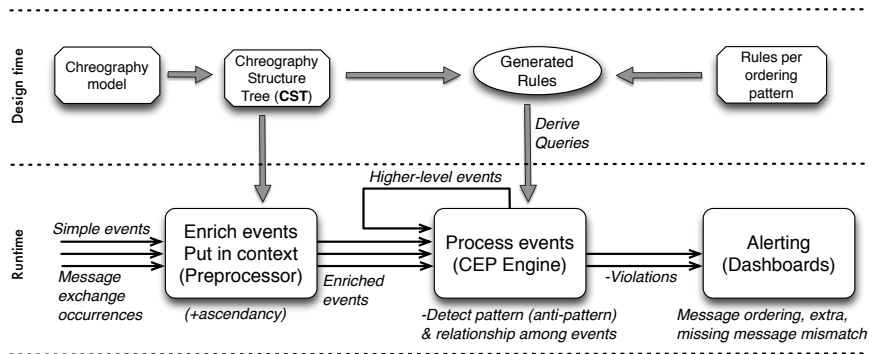 Design time
Chreography
model
Chreography
Structure
Tree (CST)
Generated
Rules
Rules per
ordering
pattern
Derive
Queries
Runtime
Higher-level events
Simple events
Message
exchange
occurrences
Enrich events
Put in context
(Preprocessor)
(+ascendancy)
Enriched
events
Process events
(CEP Engine)
-Detect pattern (anti-pattern)
& relationship among events
-Violations
Alerting
(Dashboards)
Message ordering, extra,
missing message mismatch